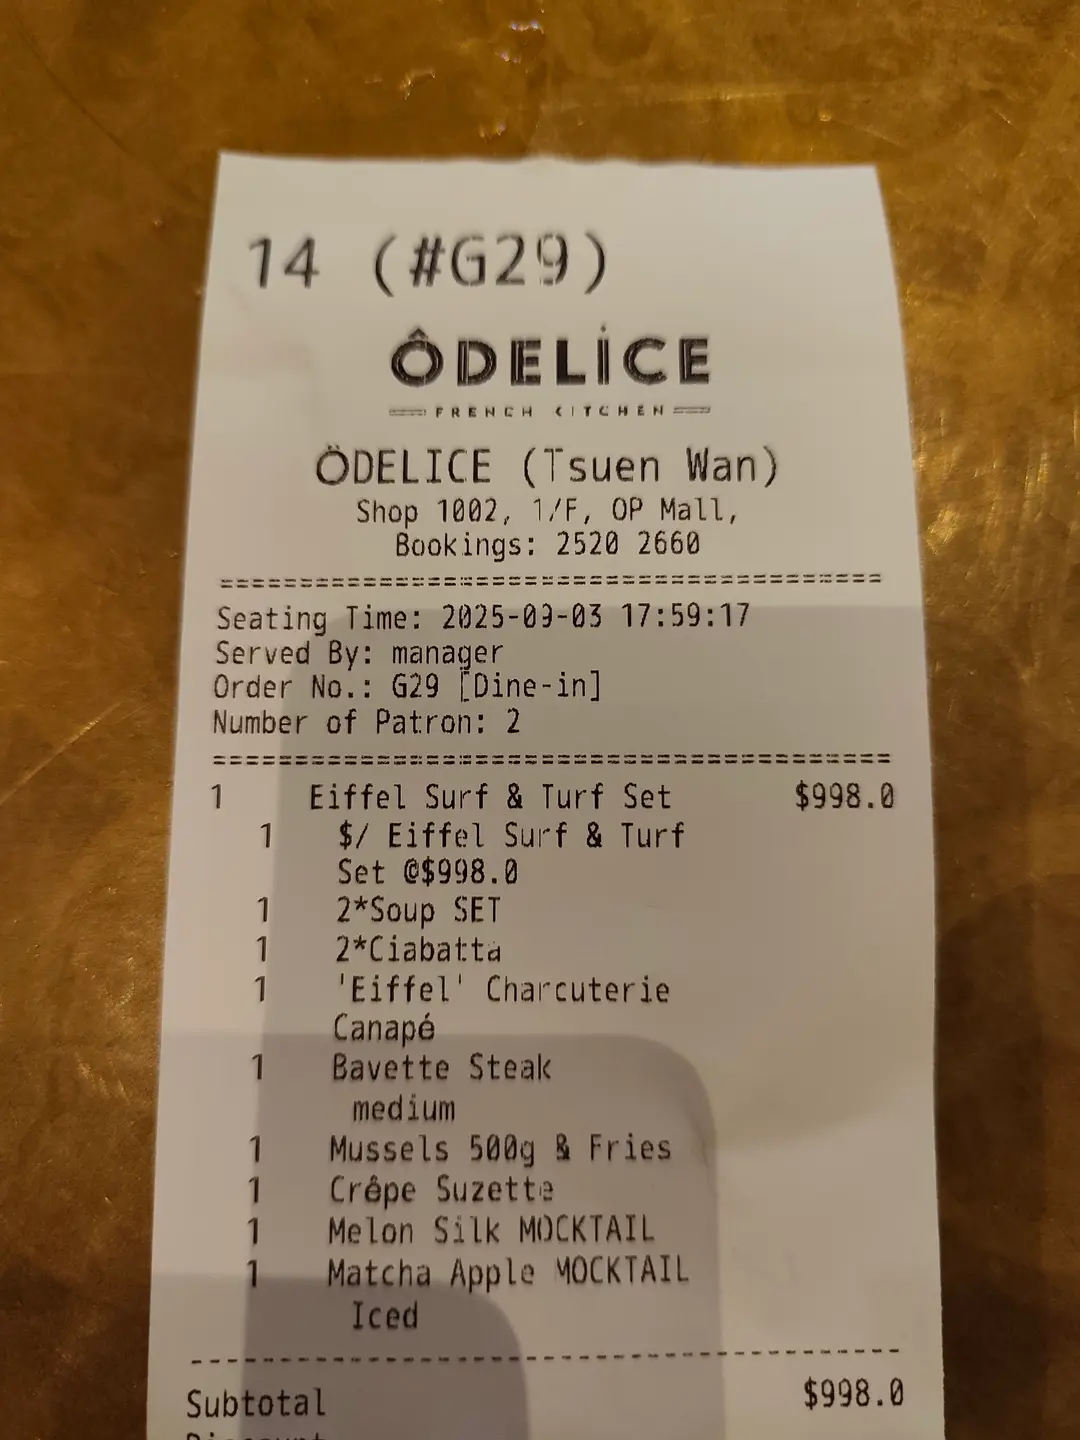 14 (#G29)
ÔDELİCE
FRENCH KITCHEN
ÖDELICE (Tsuen Wan)
Shop 1002, 1/F, OP Mall,
Bookings: 2520 2660
=========================================
Seating Time: 2025-09-03 17:59:17
Served By: manager
Order No.: G29 [Dine-in]
Number of Patron: 2
=========================================
1 Eiffel Surf & Turf Set $998.0
1 $/ Eiffel Surf & Turf
Set @$998.0
1 2*Soup SET
1 2*Ciabatta
1 'Eiffel' Charcuterie
Canapé
1 Bavette Steak
medium
1 Mussels 500g & Fries
1 Crêpe Suzette
1 Melon Silk MOCKTAIL
1 Matcha Apple MOCKTAIL
Iced
-----------------------------------------
Subtotal $998.0